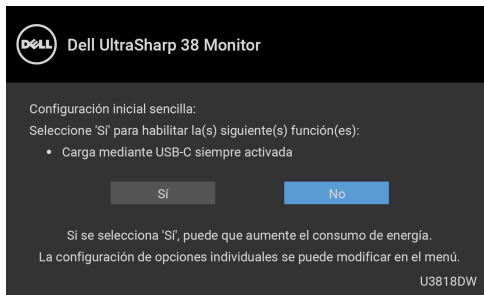 DELL Dell UltraSharp 38 Monitor
Configuración inicial sencilla:
Seleccione 'Sí' para habilitar la(s) siguiente(s) función(es):
• Carga mediante USB-C siempre activada
Sí No
Si se selecciona 'Sí', puede que aumente el consumo de energía.
La configuración de opciones individuales se puede modificar en el menú.
U3818DW